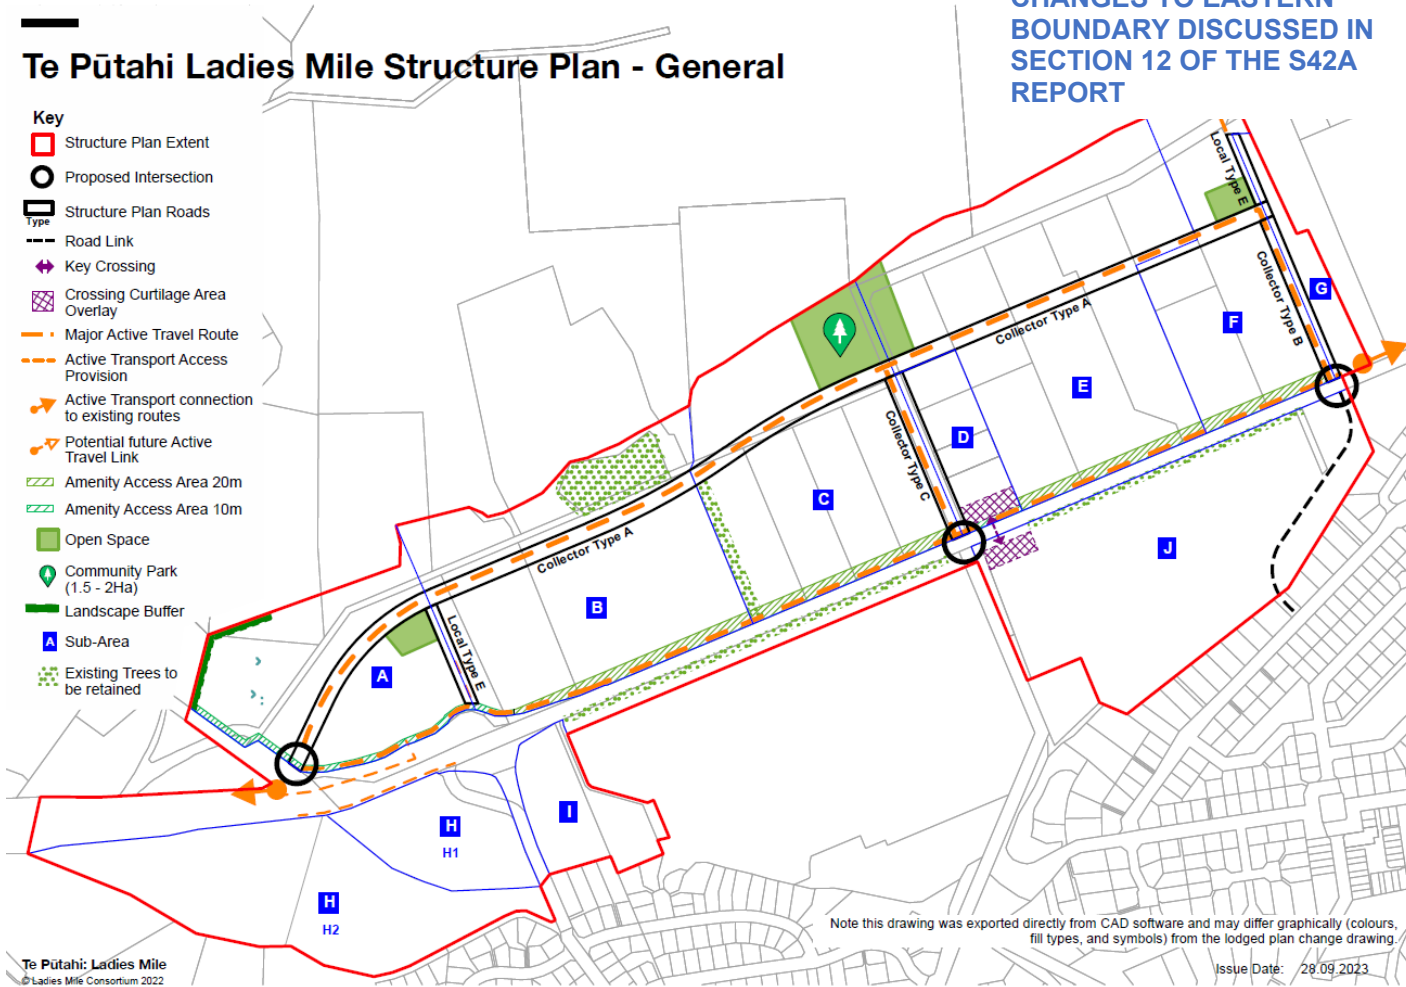 CHANGES TO EASTERN
BOUNDARY DISCUSSED IN
SECTION 12 OF THE S42A
REPORT
Te Pūtahi Ladies Mile Structure Plan - General
Key
Structure Plan Extent
Proposed Intersection
Structure Plan Roads
Type
Road Link
Key Crossing
Crossing Curtilage Area
Overlay
Major Active Travel Route
Active Transport Access
Provision
Active Transport connection
to existing routes
Potential future Active
Travel Link
Amenity Access Area 20m
Amenity Access Area 10m
Open Space
Community Park
(1.5 - 2Ha)
Landscape Buffer
A Sub-Area
Existing Trees to
be retained
Local Type E
Collector Type B
G
F
Collector Type A
E
D
Collector Type C
C
J
Collector Type A
B
Local Type E
A
I
H
H1
H
H2
Note this drawing was exported directly from CAD software and may differ graphically (colours,
fill types, and symbols) from the lodged plan change drawing.
Issue Date: 28.09.2023
Te Pūtahi: Ladies Mile
© Ladies Mile Consortium 2022